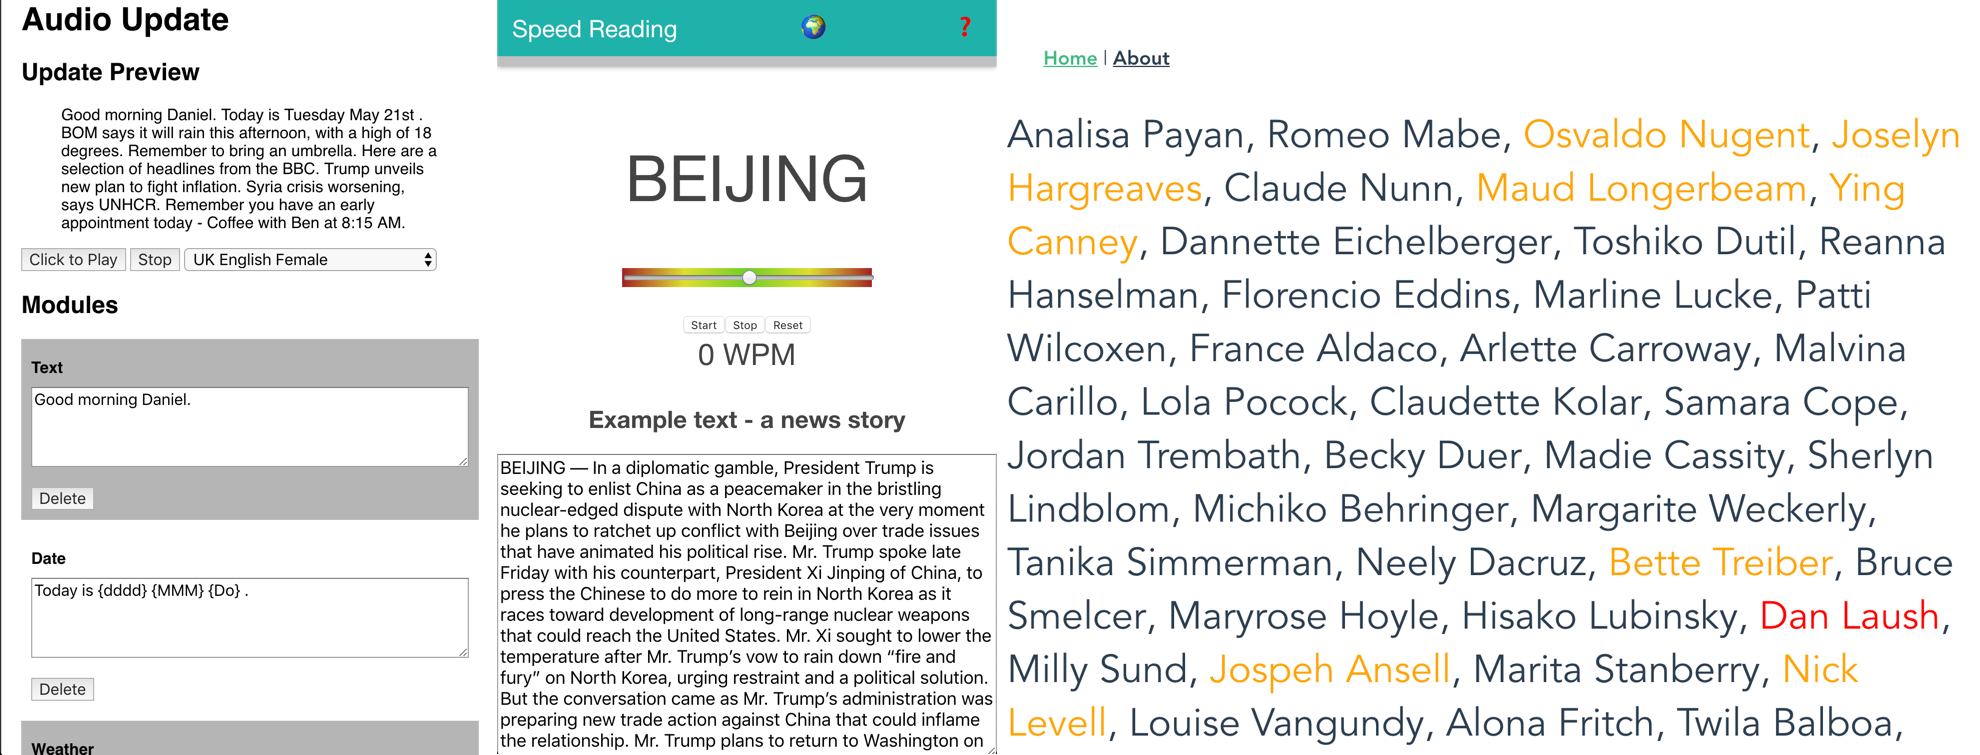 Audio Update
Update Preview
Good morning Daniel. Today is Tuesday May 21st .
BOM says it will rain this afternoon, with a high of 18
degrees. Remember to bring an umbrella. Here are a
selection of headlines from the BBC. Trump unveils
new plan to fight inflation. Syria crisis worsening,
says UNHCR. Remember you have an early
appointment today - Coffee with Ben at 8:15 AM.
Click to Play Stop UK English Female
Modules
Text
Good morning Daniel.
Delete
Date
Today is {dddd} {MMM} {Do} .
Delete
Weather
Speed Reading ?
BEIJING
Start Stop Reset
0 WPM
Example text - a news story
BEIJING — In a diplomatic gamble, President Trump is
seeking to enlist China as a peacemaker in the bristling
nuclear-edged dispute with North Korea at the very moment
he plans to ratchet up conflict with Beijing over trade issues
that have animated his political rise. Mr. Trump spoke late
Friday with his counterpart, President Xi Jinping of China, to
press the Chinese to do more to rein in North Korea as it
races toward development of long-range nuclear weapons
that could reach the United States. Mr. Xi sought to lower the
temperature after Mr. Trump’s vow to rain down “fire and
fury” on North Korea, urging restraint and a political solution.
But the conversation came as Mr. Trump’s administration was
preparing new trade action against China that could inflame
the relationship. Mr. Trump plans to return to Washington on
Home | About
Analisa Payan, Romeo Mabe, Osvaldo Nugent, Joselyn
Hargreaves, Claude Nunn, Maud Longerbeam, Ying
Canney, Dannette Eichelberger, Toshiko Dutil, Reanna
Hanselman, Florencio Eddins, Marline Lucke, Patti
Wilcoxen, France Aldaco, Arlette Carroway, Malvina
Carillo, Lola Pocock, Claudette Kolar, Samara Cope,
Jordan Trembath, Becky Duer, Madie Cassity, Sherlyn
Lindblom, Michiko Behringer, Margarite Weckerly,
Tanika Simmerman, Neely Dacruz, Bette Treiber, Bruce
Smelcer, Maryrose Hoyle, Hisako Lubinsky, Dan Laush,
Milly Sund, Jospeh Ansell, Marita Stanberry, Nick
Levell, Louise Vangundy, Alona Fritch, Twila Balboa,